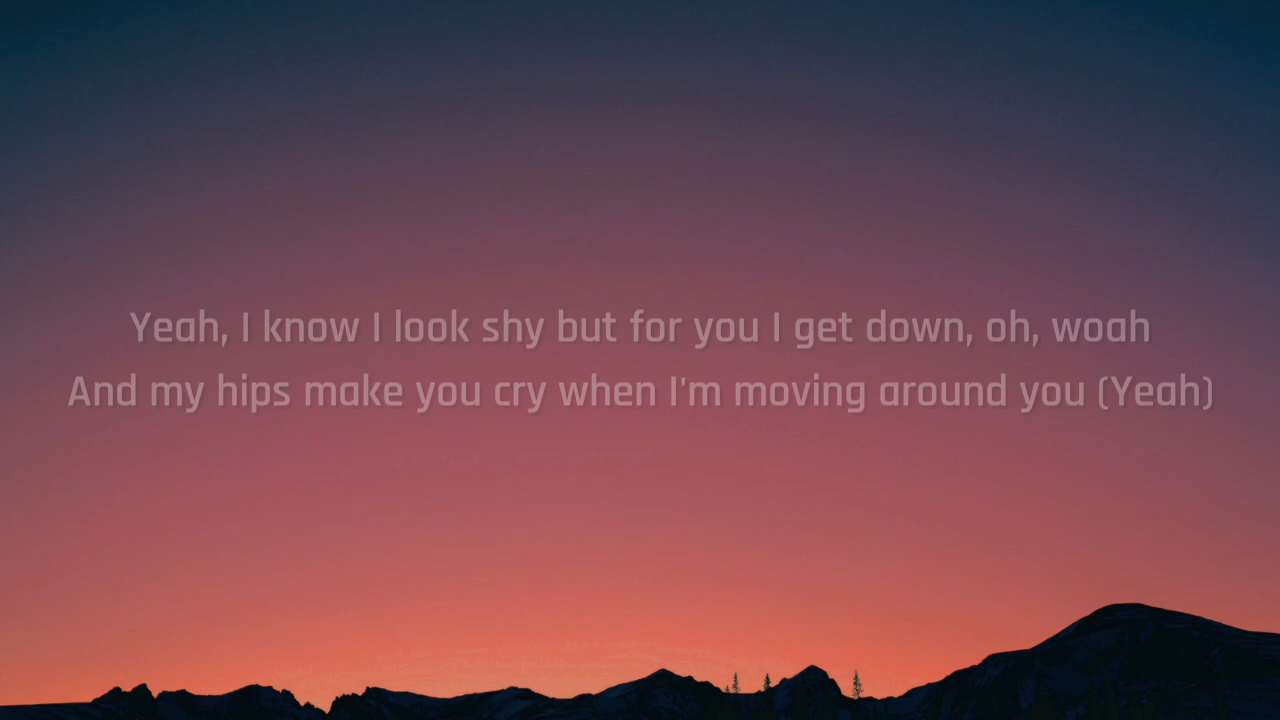 Yeah, I know I look shy but for you I get down, oh, woah
And my hips make you cry when I'm moving around you (Yeah)